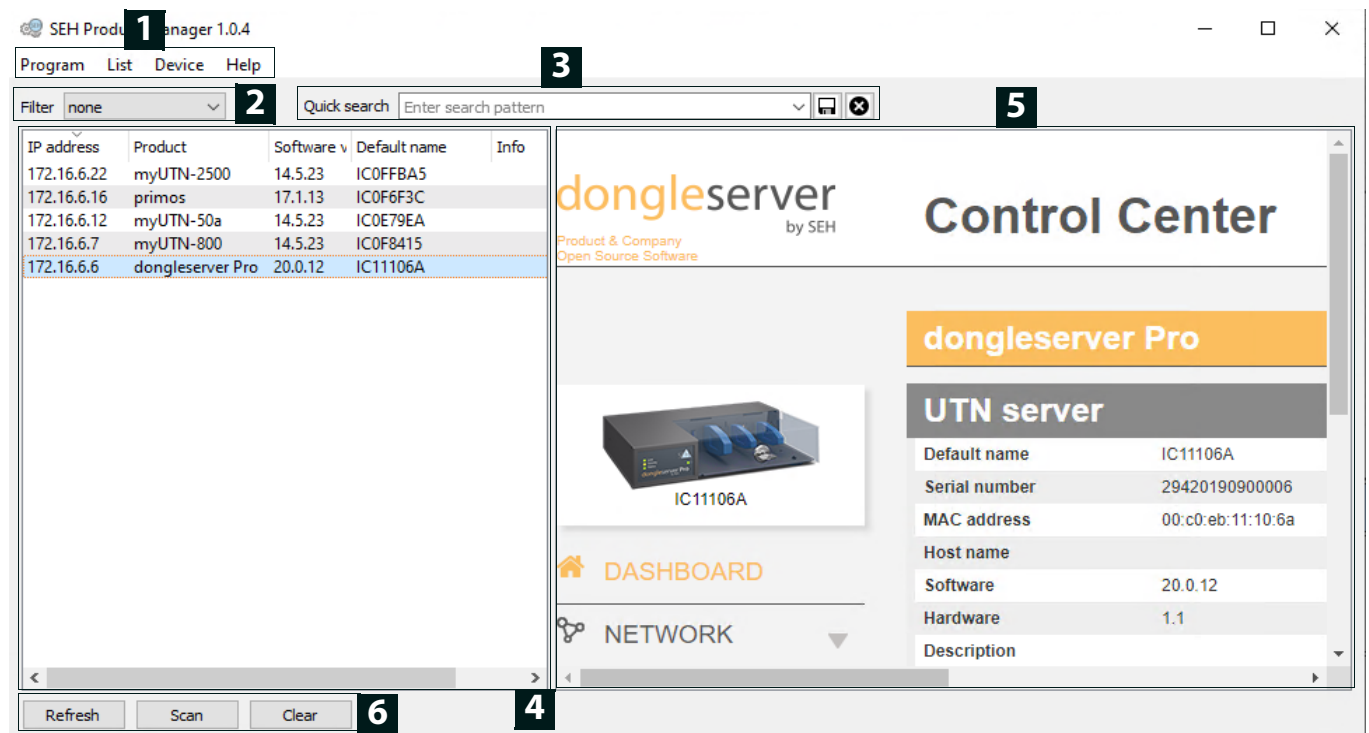 SEH Produ 1 anager 1.0.4
Program List Device Help
3
Filter none 2 Quick search Enter search pattern
5
IP address Product Software v Default name Info
172.16.6.22 myUTN-2500 14.5.23 IC0FFBA5
172.16.6.16 primos 17.1.13 IC0F6F3C
172.16.6.12 myUTN-50a 14.5.23 IC0E79EA
172.16.6.7 myUTN-800 14.5.23 IC0F8415
172.16.6.6 dongleserver Pro 20.0.12 IC11106A
dongleserver
by SEH
Product & Company
Open Source Software
Control Center
dongleserver Pro
UTN server
Default name IC11106A
Serial number 29420190900006
MAC address 00:c0:eb:11:10:6a
Host name
Software 20.0.12
Hardware 1.1
Description
dongleserver Pro
IC11106A
DASHBOARD
NETWORK
Refresh Scan Clear 6
4